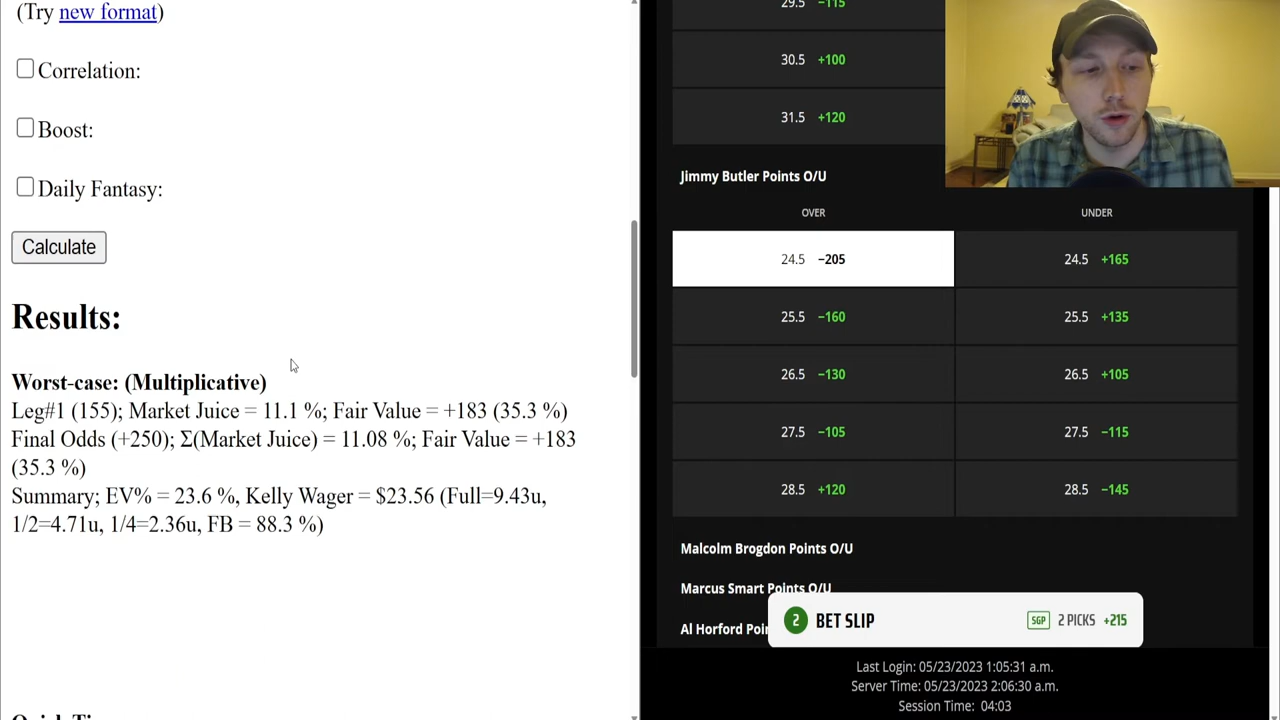 (Try new format)
Correlation:
Boost:
Daily Fantasy:
Calculate
Results:
Worst-case: (Multiplicative)
Leg#1 (155); Market Juice = 11.1 %; Fair Value = +183 (35.3 %)
Final Odds (+250); Σ(Market Juice) = 11.08 %; Fair Value = +183
(35.3 %)
Summary; EV% = 23.6 %, Kelly Wager = $23.56 (Full=9.43u,
1/2=4.71u, 1/4=2.36u, FB = 88.3 %)
29.5 −115
30.5 +100
31.5 +120
Jimmy Butler Points O/U
OVER UNDER
24.5 −205 24.5 +165
25.5 −160 25.5 +135
26.5 −130 26.5 +105
27.5 −105 27.5 −115
28.5 +120 28.5 −145
Malcolm Brogdon Points O/U
Marcus Smart Points O/U
Al Horford Poin
2 BET SLIP SGP 2 PICKS +215
Last Login: 05/23/2023 1:05:31 a.m.
Server Time: 05/23/2023 2:06:30 a.m.
Session Time: 04:03